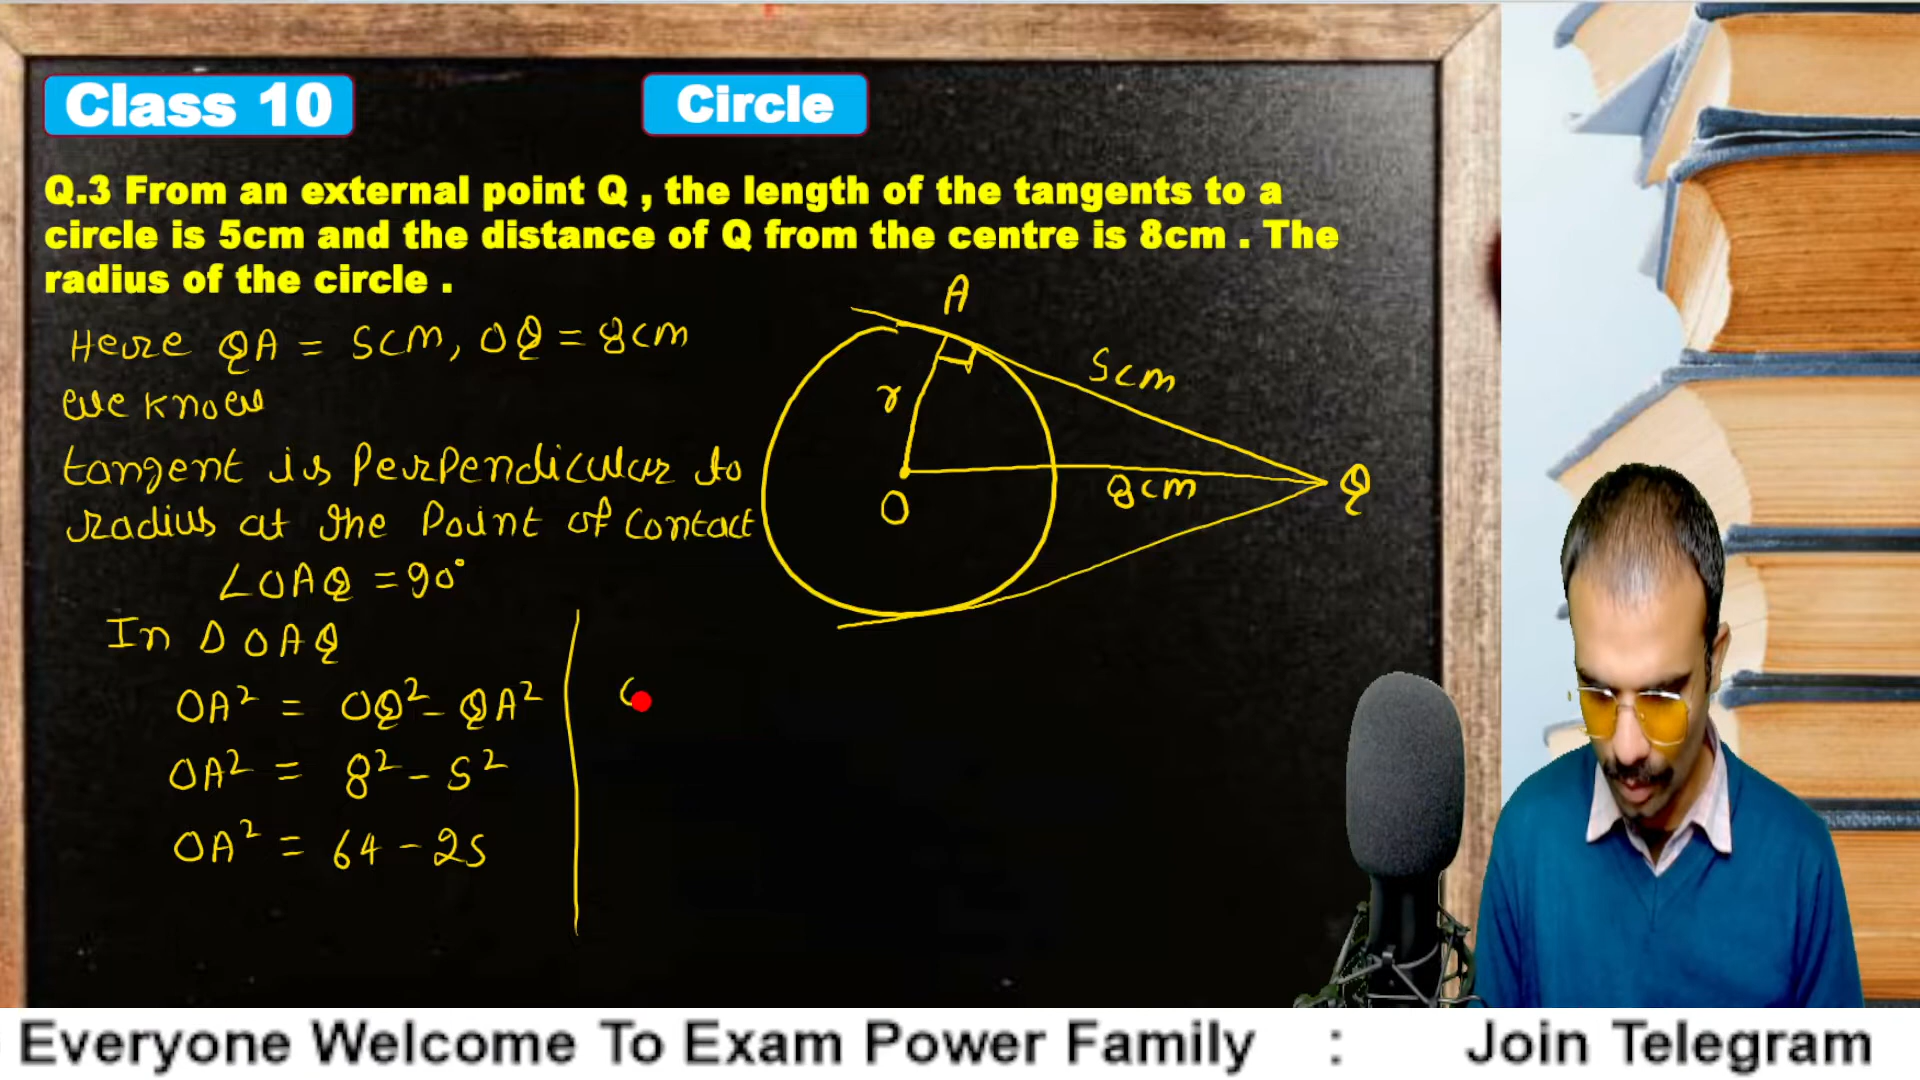 Class 10
Circle
Q.3 From an external point Q , the length of the tangents to a
circle is 5cm and the distance of Q from the centre is 8cm . The
radius of the circle .
Here QA = 5cm, OQ = 8cm
we know
tangent is Perpendicular to
radius at the Point of Contact
∠OAQ = 90°
In Δ OAQ
OA² = OQ² - QA²
OA² = 8² - 5²
OA² = 64 - 25
A
r
5cm
O
8cm
Q
Everyone Welcome To Exam Power Family : Join Telegram